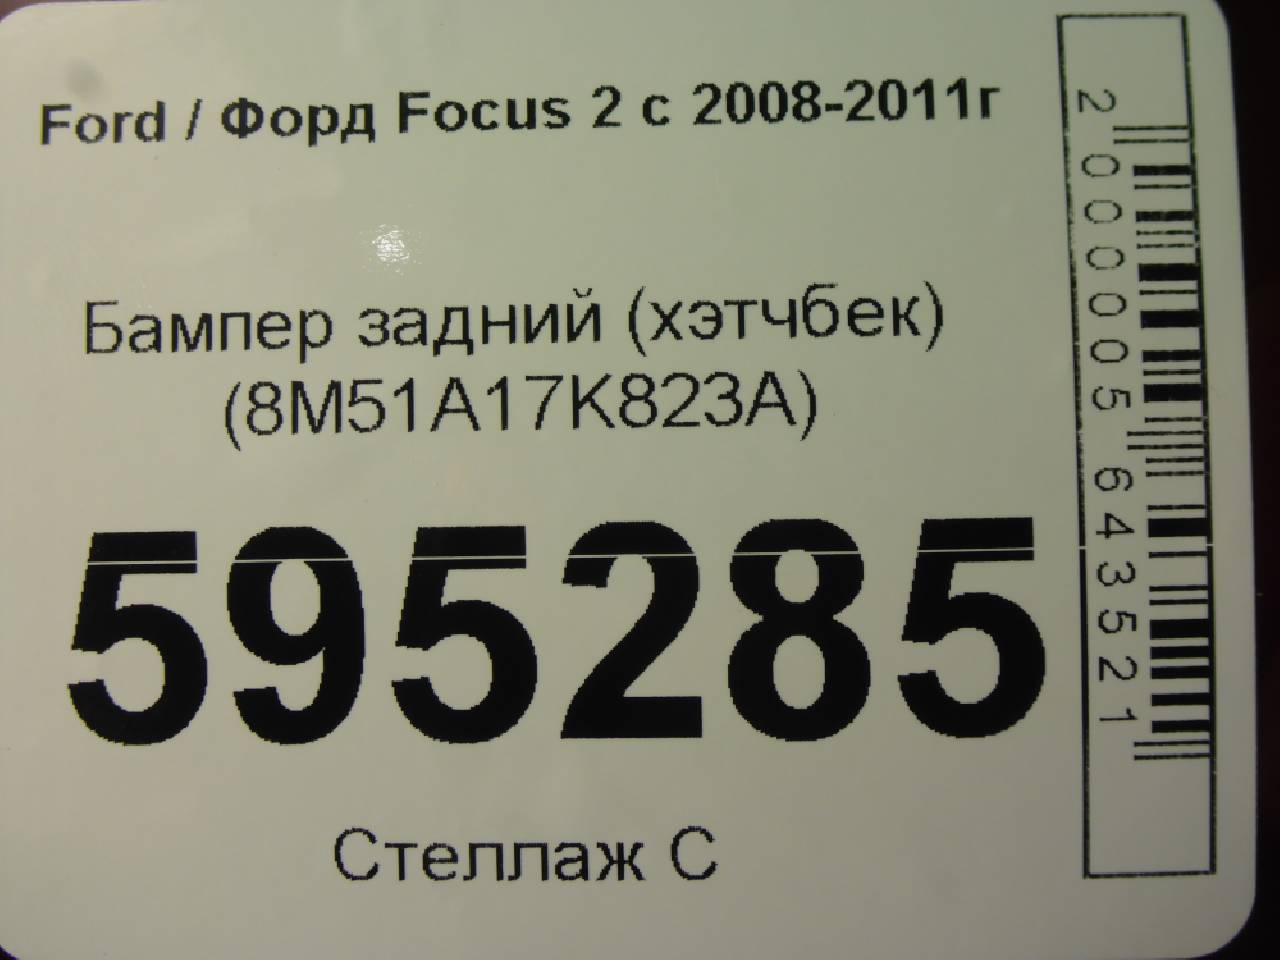 Ford / Форд Focus 2 с 2008-2011г
Бампер задний (хэтчбек)
(8M51A17K823A)
595285
Стеллаж С
2000005643521